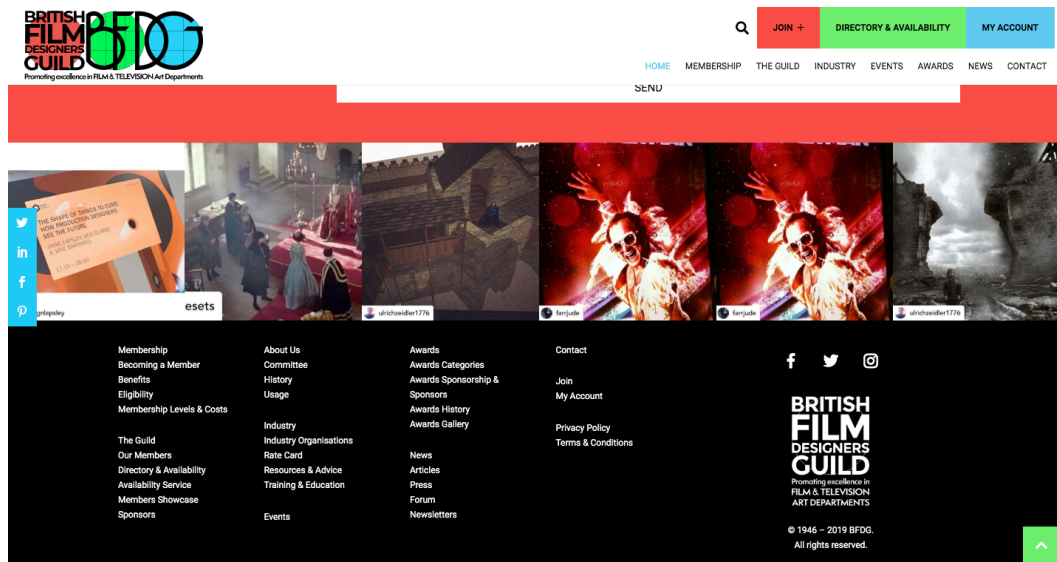 BRITISH
FILM
DESIGNERS
GUILD
BFDG
Promoting excellence in FILM & TELEVISION Art Departments
JOIN +
DIRECTORY & AVAILABILITY
MY ACCOUNT
HOME
MEMBERSHIP
THE GUILD
INDUSTRY
EVENTS
AWARDS
NEWS
CONTACT
SEND
THE SHAPE OF THINGS TO COME:
HOW PRODUCTION DESIGNERS
SEE THE FUTURE
17.15 – 18.00
gnlapsley
esets
ulrichzeidler1776
farrjude
farrjude
ulrichzeidler1776
Membership
Becoming a Member
Benefits
Eligibility
Membership Levels & Costs
The Guild
Our Members
Directory & Availability
Availability Service
Members Showcase
Sponsors
About Us
Committee
History
Usage
Industry
Industry Organisations
Rate Card
Resources & Advice
Training & Education
Events
Awards
Awards Categories
Awards Sponsorship &
Sponsors
Awards History
Awards Gallery
News
Articles
Press
Forum
Newsletters
Contact
Join
My Account
Privacy Policy
Terms & Conditions
BRITISH
FILM
DESIGNERS
GUILD
Promoting excellence in
FILM & TELEVISION
ART DEPARTMENTS
© 1946 – 2019 BFDG.
All rights reserved.